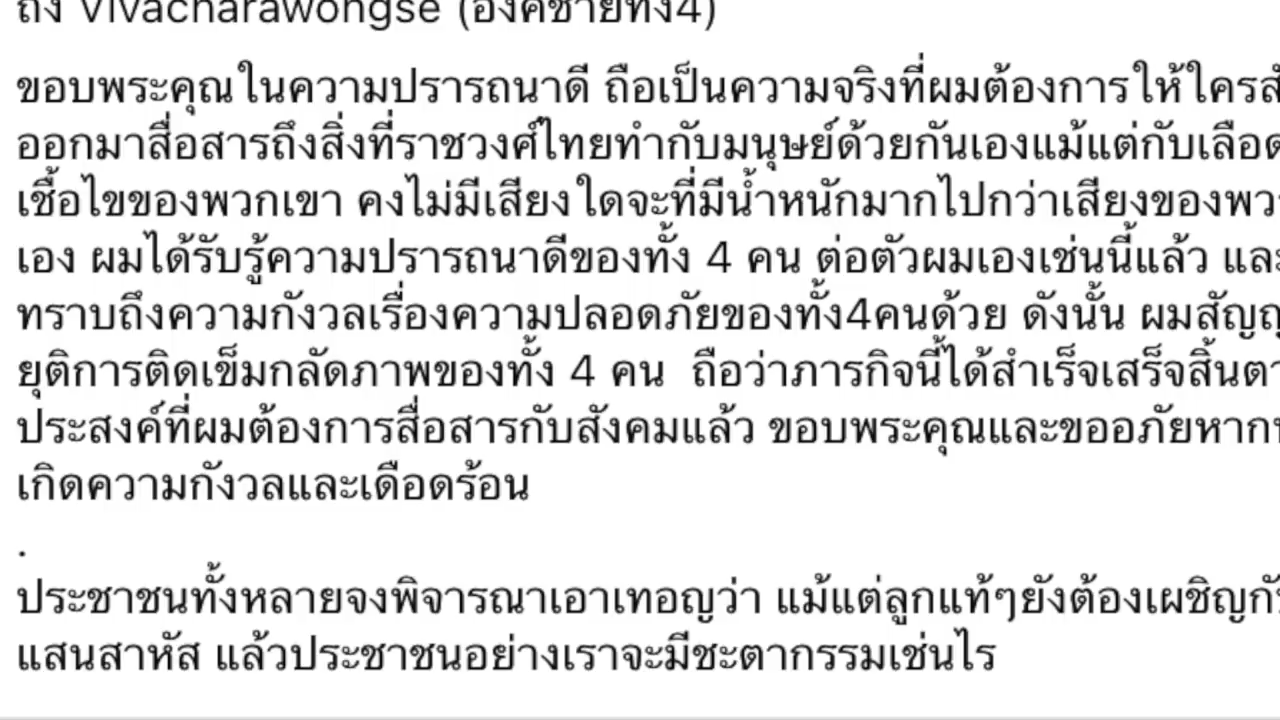 ถึง Vivacharawongse (องค์ชายทั้ง4)
ขอบพระคุณในความปรารถนาดี ถือเป็นความจริงที่ผมต้องการให้ใคร
ออกมาสื่อสารถึงสิ่งที่ราชวงศ์ไทยทำกับมนุษย์ด้วยกันเองแม้แต่กับเลือด
เชื้อไขของพวกเขา คงไม่มีเสียงใดจะที่มีน้ำหนักมากไปกว่าเสียงของ
เอง ผมได้รับรู้ความปรารถนาดีของทั้ง 4 คน ต่อตัวผมเองเช่นนี้แล้ว และ
ทราบถึงความกังวลเรื่องความปลอดภัยของทั้ง4คนด้วย ดังนั้น ผม
ยุติการติดเข็มกลัดภาพของทั้ง 4 คน ถือว่าภารกิจนี้ได้สำเร็จเสร็จสิ้น
ประสงค์ที่ผมต้องการสื่อสารกับสังคมแล้ว ขอบพระคุณและขออภัยหาก
เกิดความกังวลและเดือดร้อน
.
ประชาชนทั้งหลายจงพิจารณาเอาเทอญว่า แม้แต่ลูกแท้ๆยังต้องเผชิญ
แสนสาหัส แล้วประชาชนอย่างเราจะมีชะตากรรมเช่นไร